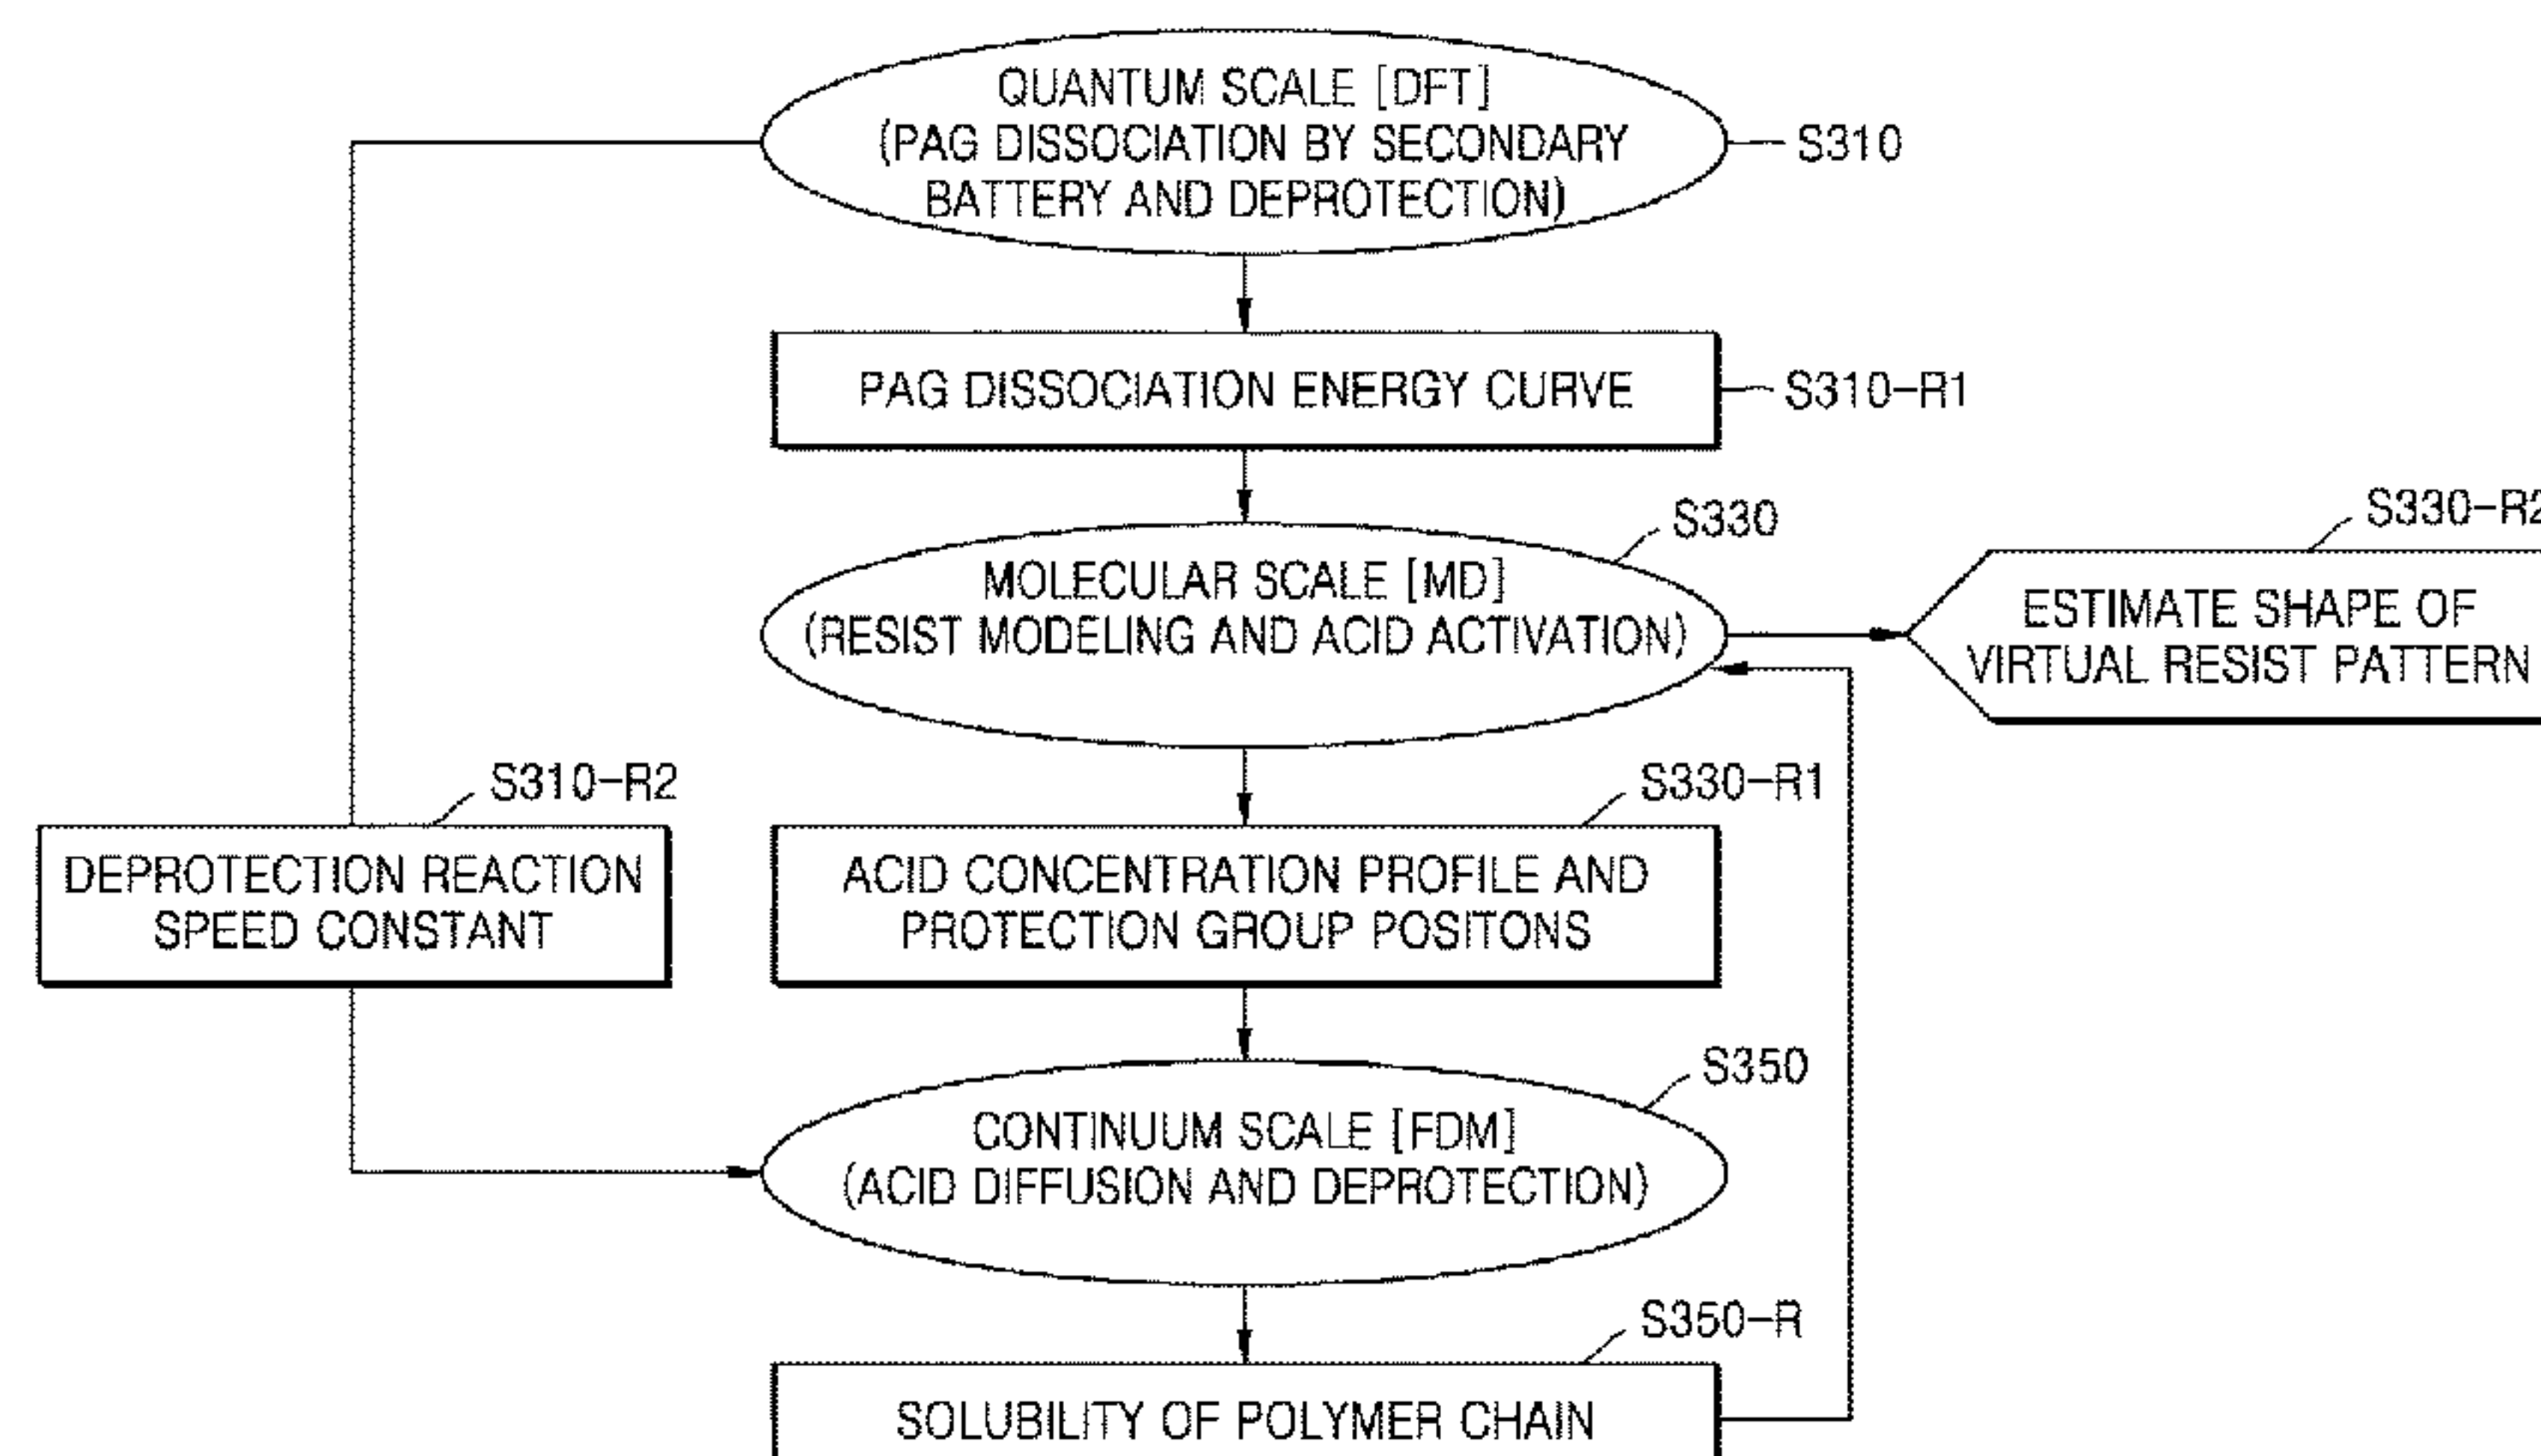 QUANTUM SCALE [DFT]
(PAG DISSOCIATION BY SECONDARY
BATTERY AND DEPROTECTION)
S310
PAG DISSOCIATION ENERGY CURVE
S310-R1
S330
MOLECULAR SCALE [MD]
(RESIST MODELING AND ACID ACTIVATION)
S330-R2
ESTIMATE SHAPE OF
VIRTUAL RESIST PATTERN
S310-R2
DEPROTECTION REACTION
SPEED CONSTANT
S330-R1
ACID CONCENTRATION PROFILE AND
PROTECTION GROUP POSITONS
S350
CONTINUUM SCALE [FDM]
(ACID DIFFUSION AND DEPROTECTION)
S350-R
SOLUBILITY OF POLYMER CHAIN